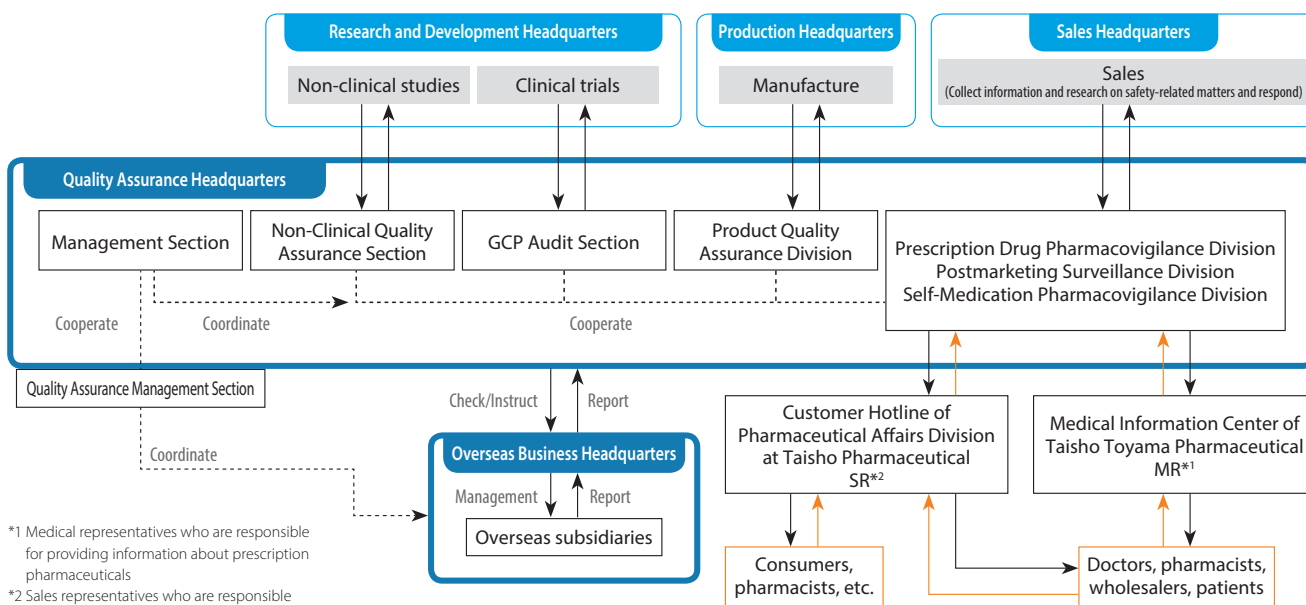 Research and Development Headquarters
Production Headquarters
Sales Headquarters
Non-clinical studies
Clinical trials
Manufacture
Sales
(Collect information and research on safety-related matters and respond)
Quality Assurance Headquarters
Management Section
Non-Clinical Quality
Assurance Section
GCP Audit Section
Product Quality
Assurance Division
Prescription Drug Pharmacovigilance Division
Postmarketing Surveillance Division
Self-Medication Pharmacovigilance Division
Cooperate
Coordinate
Cooperate
Quality Assurance Management Section
Check/Instruct
Report
Customer Hotline of
Pharmaceutical Affairs Division
at Taisho Pharmaceutical
SR*2
Medical Information Center of
Taisho Toyama Pharmaceutical
MR*1
Coordinate
Overseas Business Headquarters
Management
Report
Overseas subsidiaries
Consumers,
pharmacists, etc.
Doctors, pharmacists,
wholesalers, patients
*1 Medical representatives who are responsible
for providing information about prescription
pharmaceuticals
*2 Sales representatives who are responsible